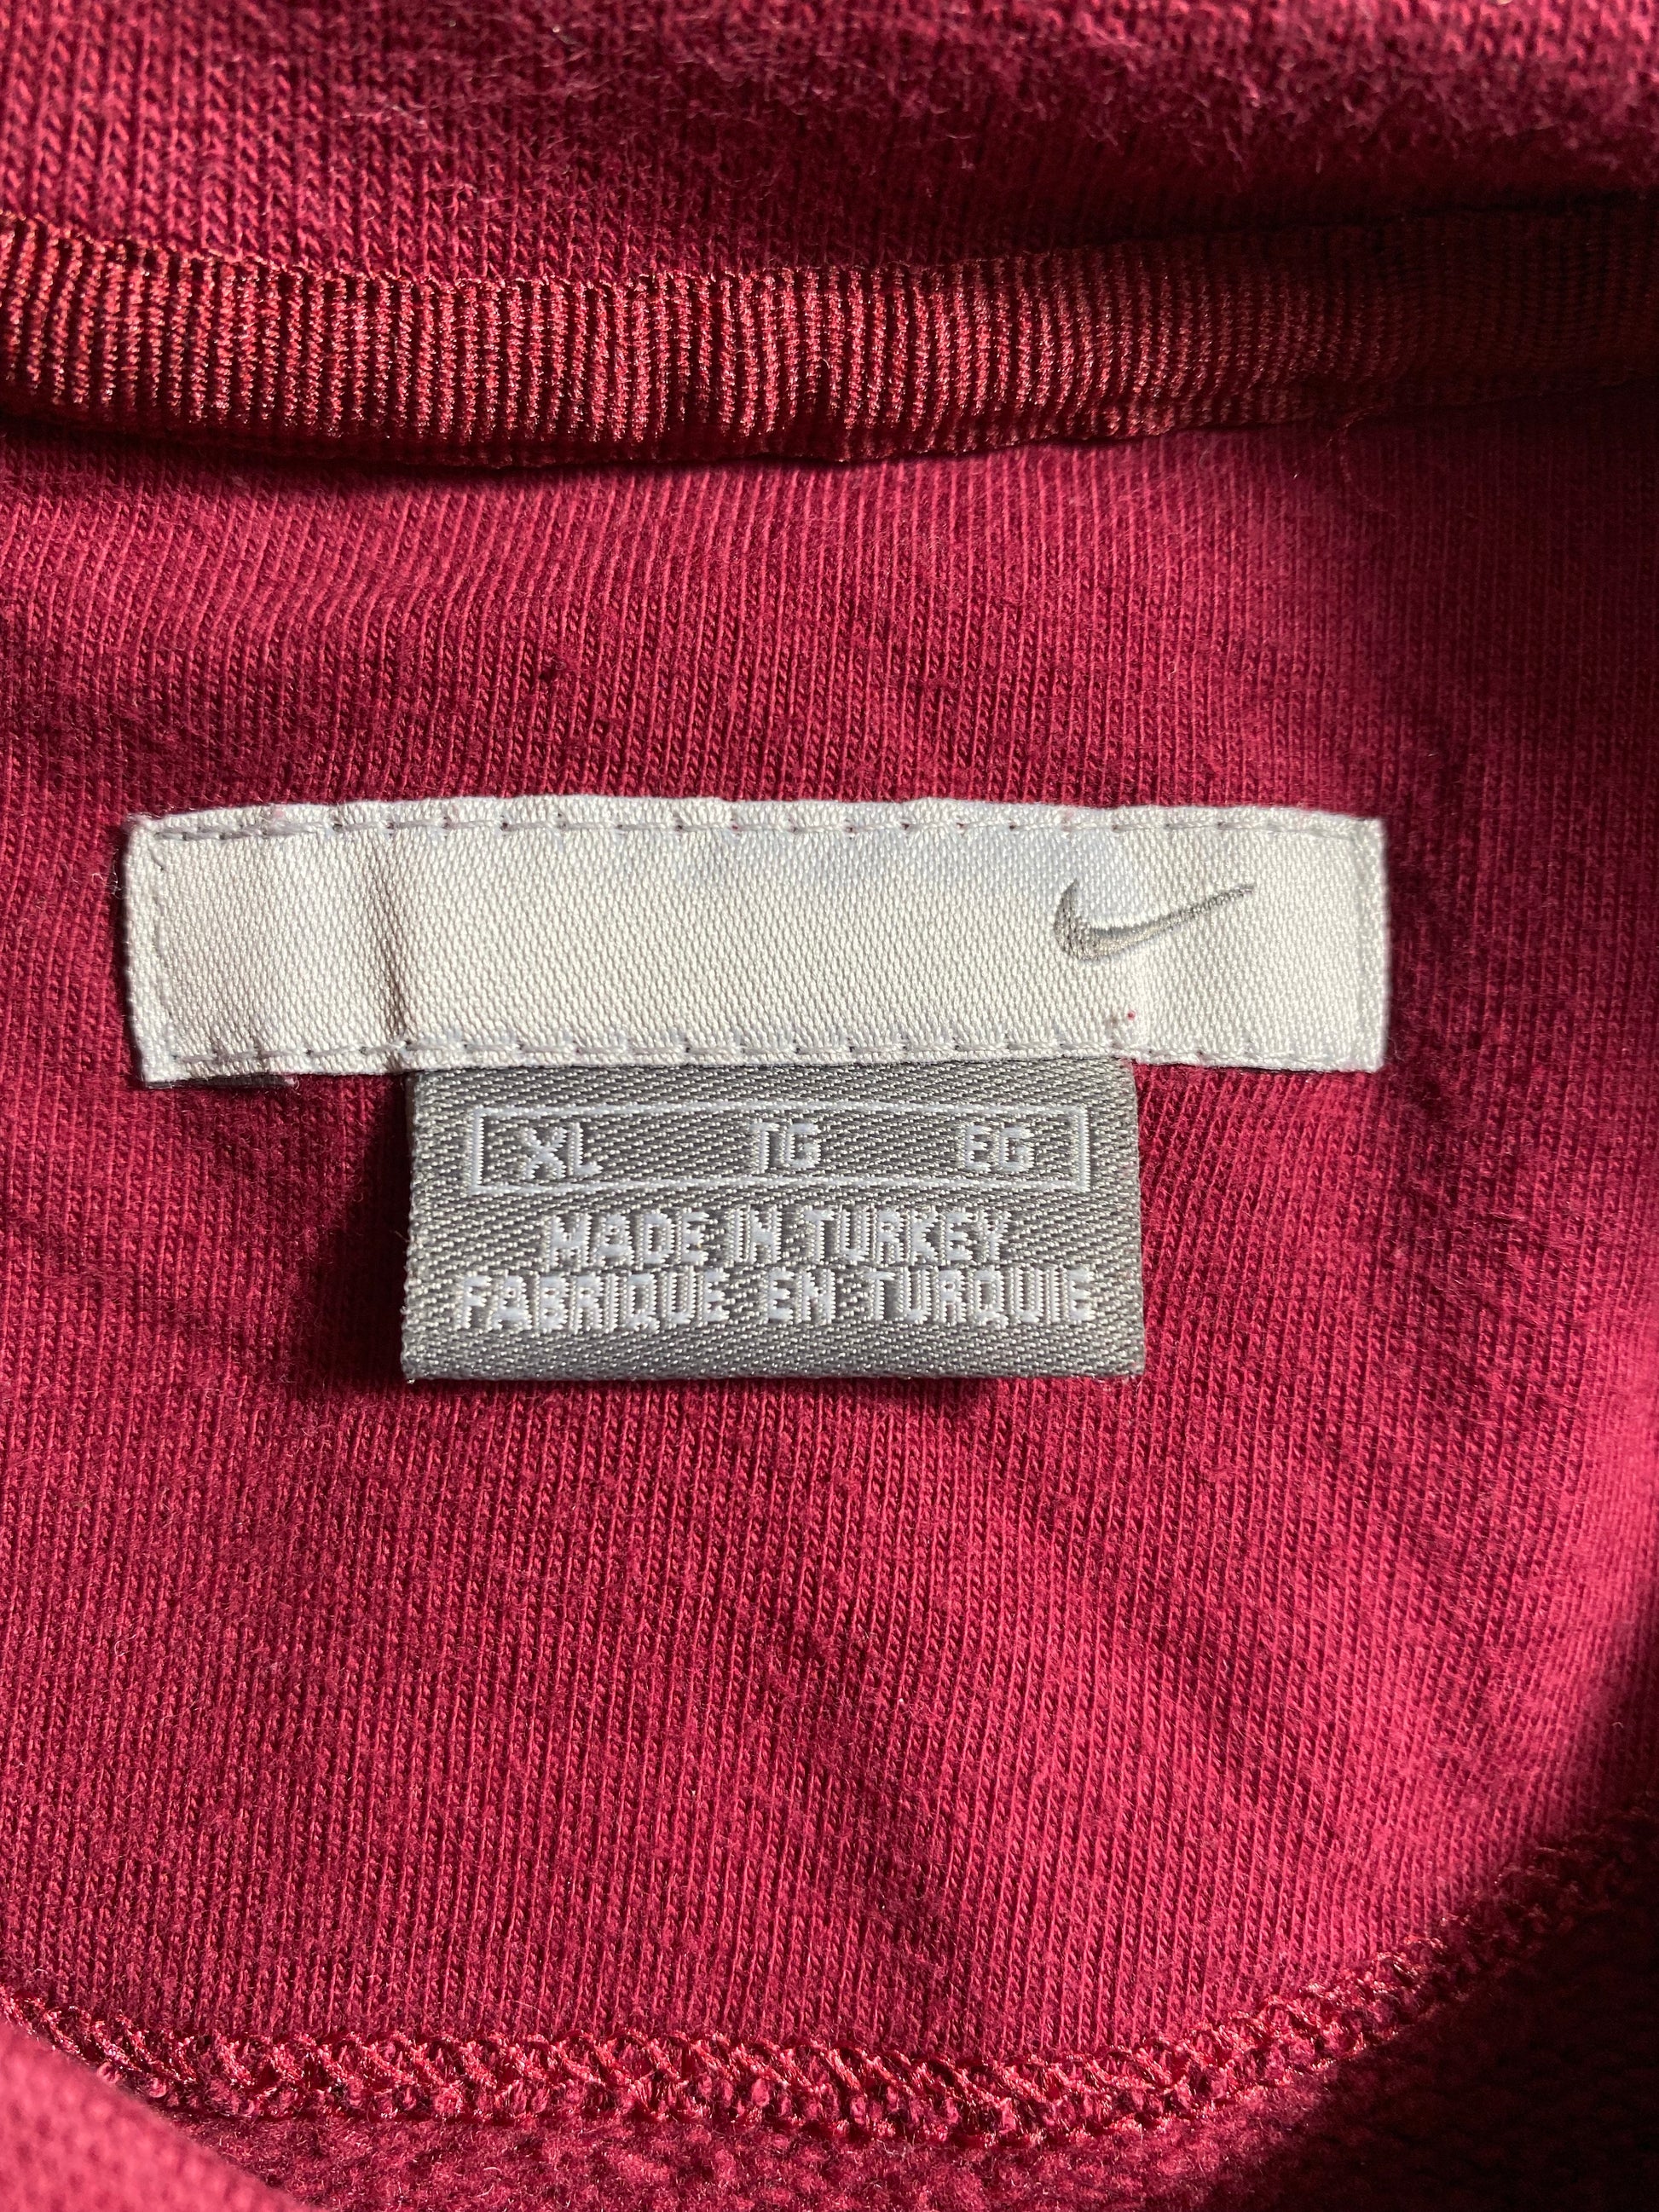 XL TG EG
MADE IN TURKEY
FABRIQUE EN TURQUIE